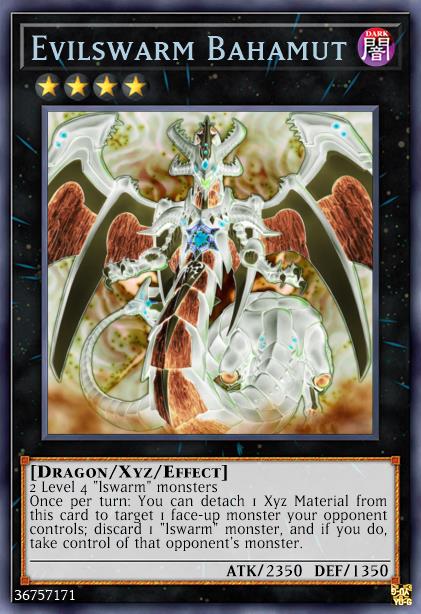 Evilswarm Bahamut
DARK
闇
[Dragon/Xyz/Effect]
2 Level 4 "lswarm" monsters
Once per turn: You can detach 1 Xyz Material from
this card to target 1 face-up monster your opponent
controls; discard 1 "lswarm" monster, and if you do,
take control of that opponent's monster.
ATK/2350 DEF/1350
36757171